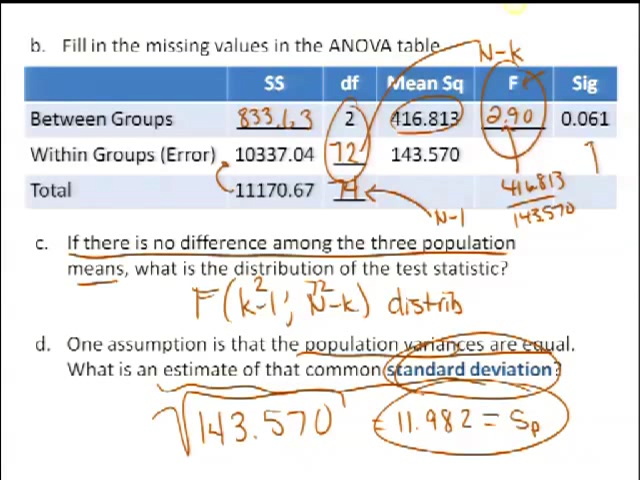 b. Fill in the missing values in the ANOVA table
N-k
SS df Mean Sq F Sig
Between Groups 833.63 2 416.813 2.90 0.061
Within Groups (Error) 10337.04 72 143.570
Total 11170.67 74
416.813
143.570
N-1
c. If there is no difference among the three population
means, what is the distribution of the test statistic?
2 72
F(k-1; N-k) distrib
d. One assumption is that the population variances are equal.
What is an estimate of that common standard deviation?
√143.570 = 11.982 = Sp